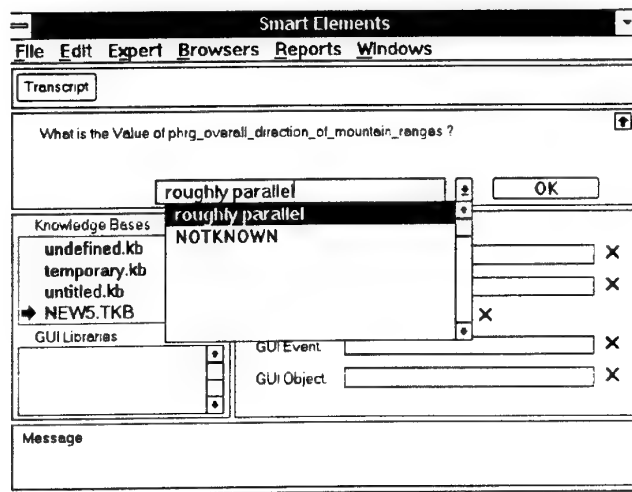 Smart Elements
File Edit Expert Browsers Reports Windows
Transcript
What is the Value of phrg_overall_direction_of_mountain_ranges ?
roughly parallel
OK
roughly parallel
NOTKNOWN
Knowledge Bases
undefined.kb
temporary.kb
untitled.kb
NEW5.TKB
GUI Libraries
GUI Event
GUI Object
Message